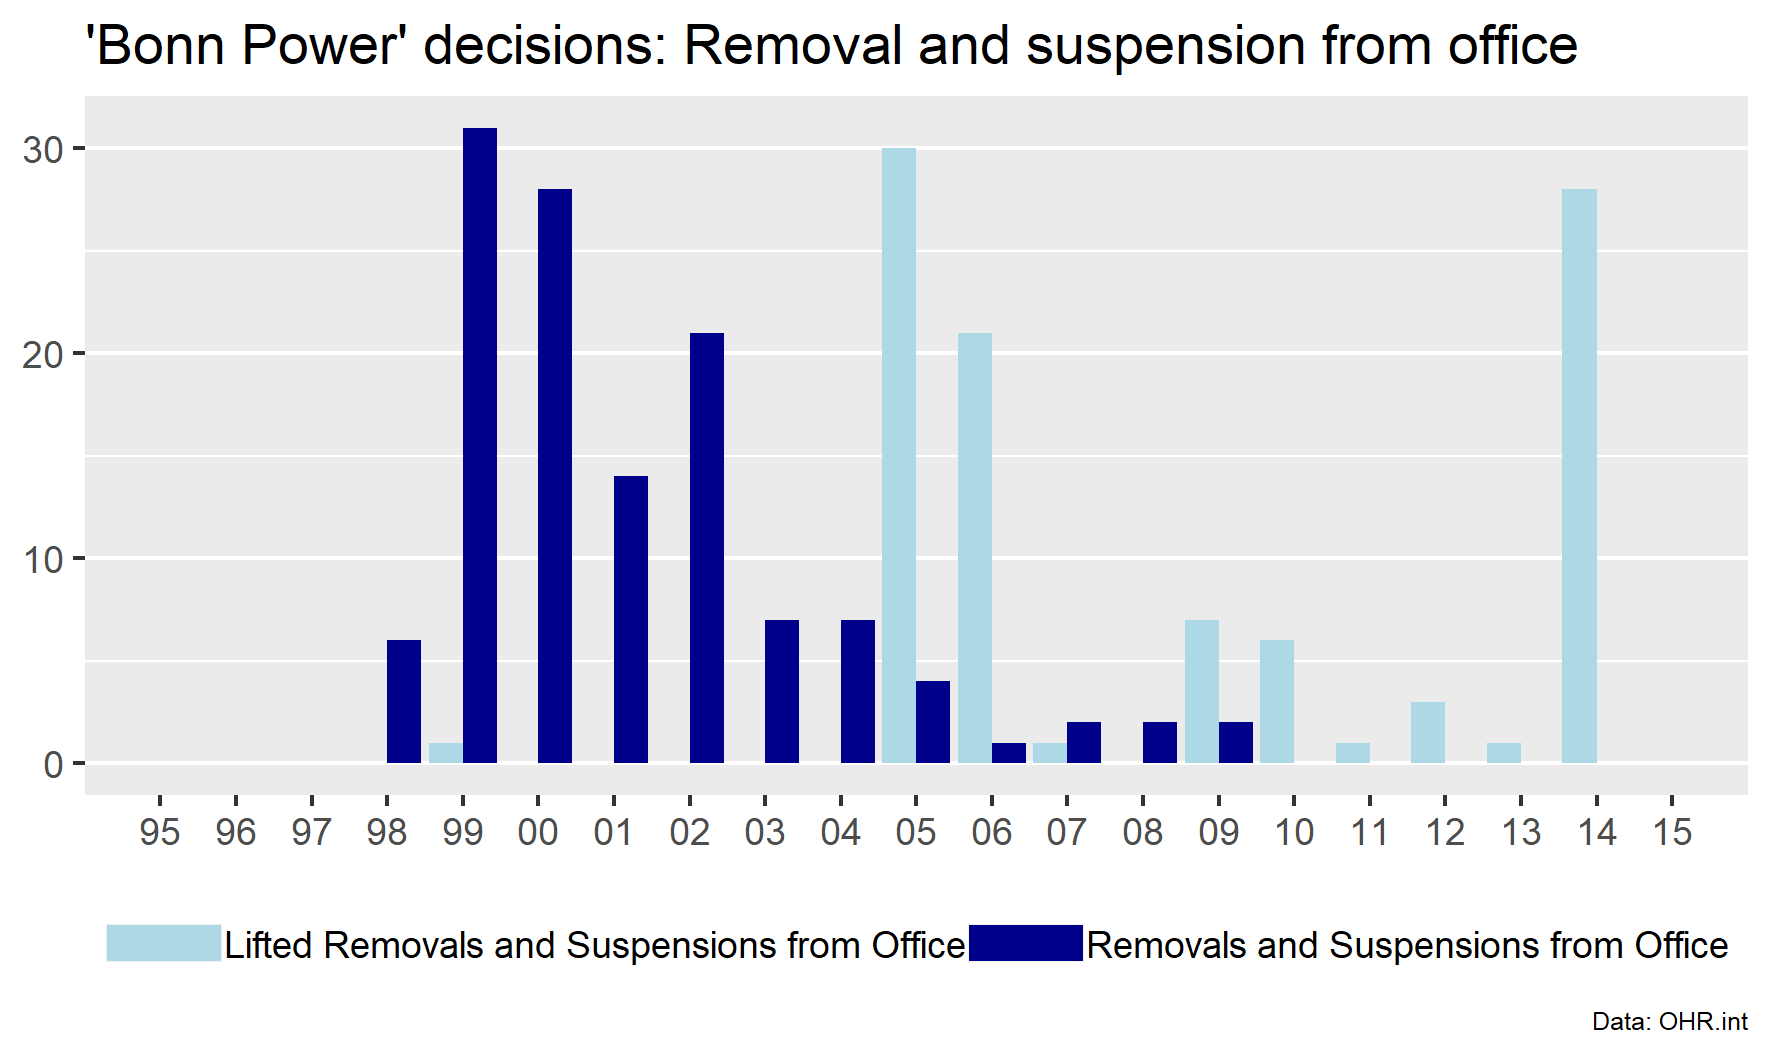 'Bonn Power' decisions: Removal and suspension from office
30
20
10
0
95 96 97 98 99 00 01 02 03 04 05 06 07 08 09 10 11 12 13 14 15
Lifted Removals and Suspensions from Office Removals and Suspensions from Office
Data: OHR.int